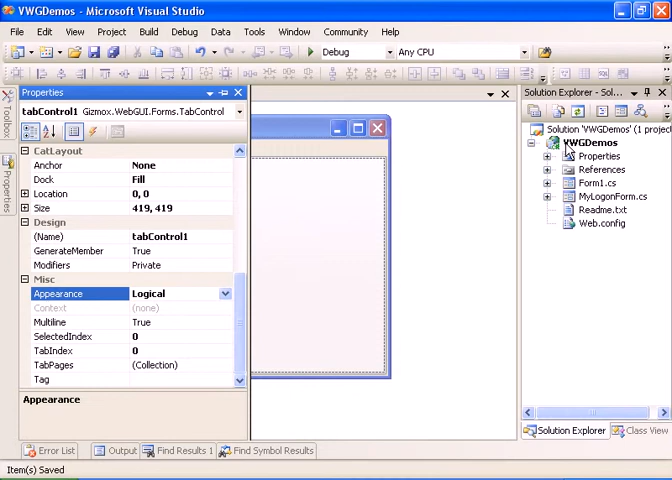 VWGDemos - Microsoft Visual Studio
File Edit View Project Build Debug Data Tools Window Community Help
Debug Any CPU
Toolbox
Properties
Properties
tabControl1 Gizmox.WebGUI.Forms.TabControl
CatLayout
Anchor None
Dock Fill
Location 0, 0
Size 419, 419
Design
(Name) tabControl1
GenerateMember True
Modifiers Private
Misc
Appearance Logical
Context (none)
Multiline True
SelectedIndex 0
TabIndex 0
TabPages (Collection)
Tag
Appearance
Solution Explorer - Sol...
Solution 'VWGDemos' (1 project
VWGDemos
Properties
References
Form1.cs
MyLogonForm.cs
Readme.txt
Web.config
Solution Explorer Class View
Error List Output Find Results 1 Find Symbol Results
Item(s) Saved